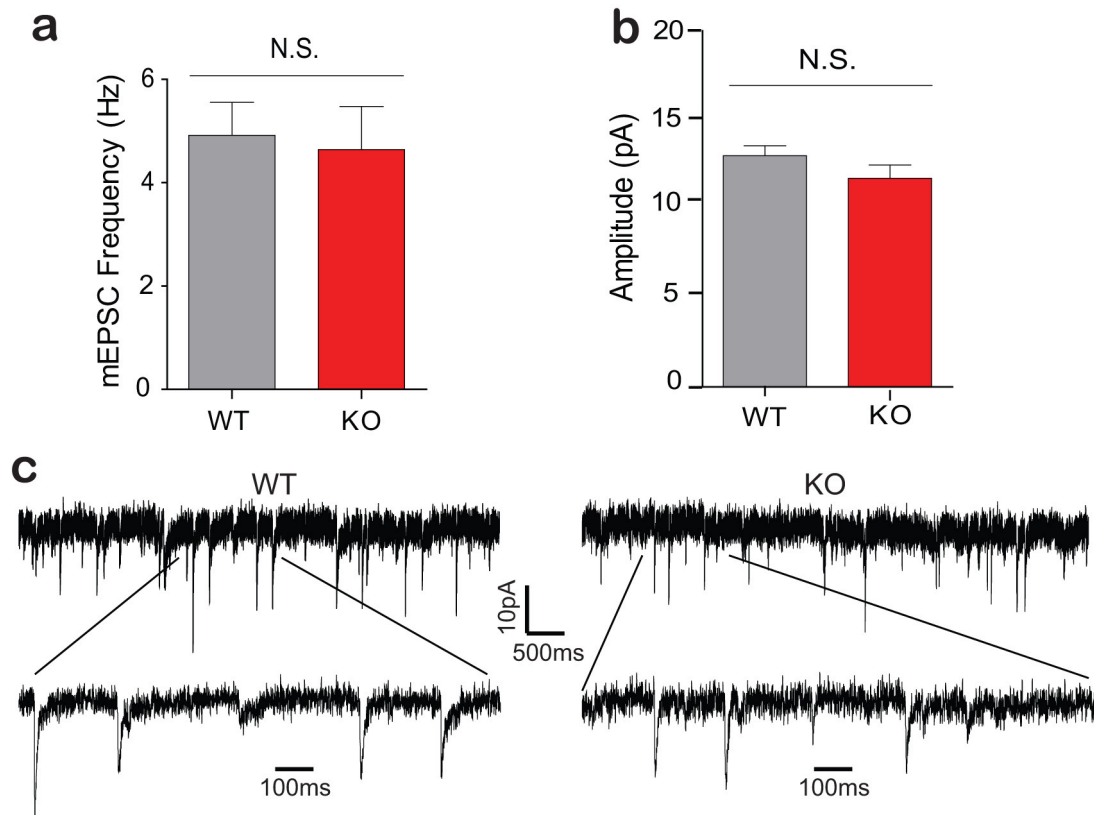 a
N.S.
mEPSC Frequency (Hz)
6
4
2
0
WT
KO
b
N.S.
Amplitude (pA)
20
15
10
5
0
WT
KO
c
WT
KO
10pA
500ms
100ms
100ms